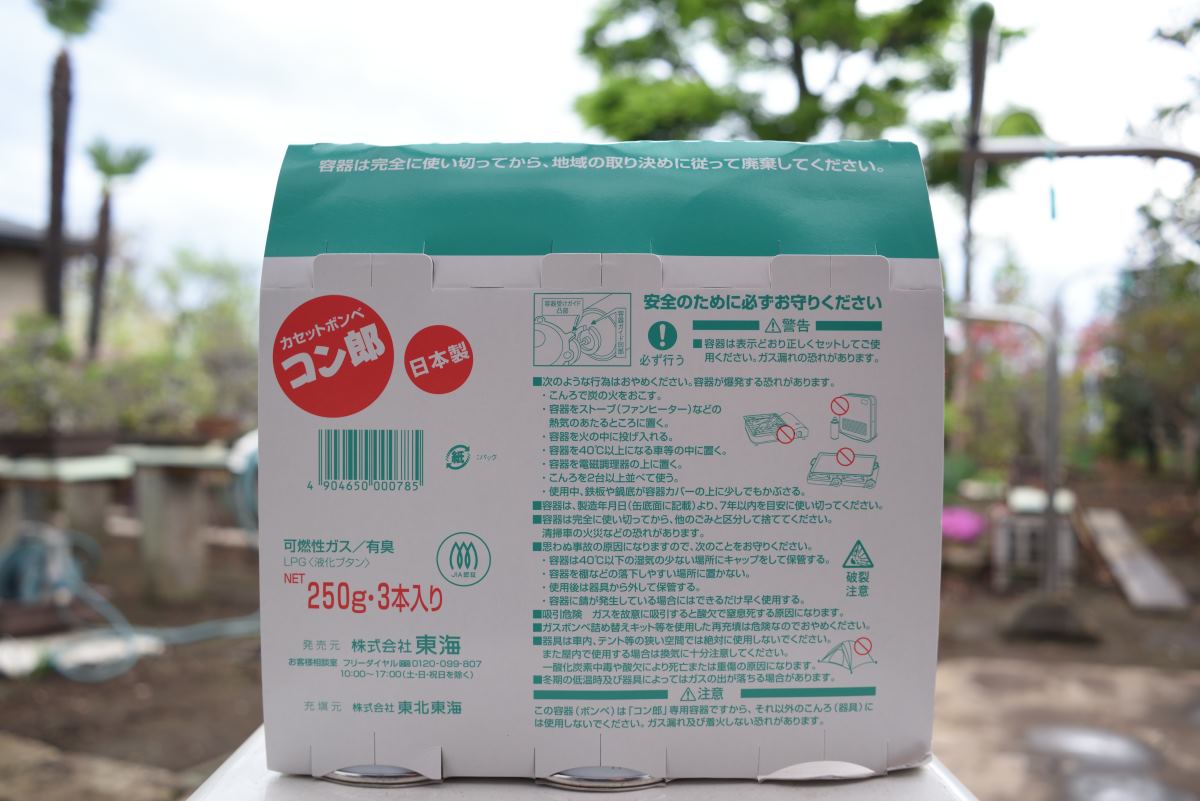 容器は完全に使い切ってから、地域の取り決めに従って廃棄してください。
カセットボンベ
コン郎
日本製
4 904650 000785
紙
パック
可燃性ガス／有臭
LPG〈液化ブタン〉
NET
250g・3本入り
JIA認証
発売元 株式会社 東海
お客様相談室 フリーダイヤル 0120-099-807
10:00〜17:00(土・日・祝日を除く)
充填元 株式会社 東北東海
容器受けガイド
凸部
容器ガイド凹部
必ず行う
安全のために必ずお守りください
警告
■容器は表示どおり正しくセットしてご使
用ください。ガス漏れの恐れがあります。
■次のような行為はおやめください。容器が爆発する恐れがあります。
・こんろで炭の火をおこす。
・容器をストーブ(ファンヒーター)などの
熱気のあたるところに置く。
・容器を火の中に投げ入れる。
・容器を40℃以上になる車等の中に置く。
・容器を電磁調理器の上に置く。
・こんろを2台以上並べて使う。
・使用中、鉄板や鍋底が容器カバーの上に少しでもかぶさる。
■容器は、製造年月日(缶底面に記載)より、7年以内を目安に使い切ってください。
■容器は完全に使い切ってから、他のごみと区分して捨ててください。
清掃車の火災などの恐れがあります。
■思わぬ事故の原因になりますので、次のことをお守りください。
・容器は40℃以下の湿気の少ない場所にキャップをして保管する。
・容器を棚などの落下しやすい場所に置かない。
・使用後は器具から外して保管する。
・容器に錆が発生している場合にはできるだけ早く使用する。
破裂
注意
■吸引危険 ガスを故意に吸引すると酸欠で窒息死する原因になります。
■ガスボンベ詰め替えキット等を使用した再充填は危険なのでおやめください。
■器具は車内、テント等の狭い空間では絶対に使用しないでください。
また屋内で使用する場合は換気に十分注意してください。
一酸化炭素中毒や酸欠により死亡または重傷の原因になります。
■冬期の低温時及び器具によってはガスの出が落ちる場合があります。
注意
この容器(ボンベ)は「コン郎」専用容器ですから、それ以外のこんろ(器具)に
は使用しないでください。ガス漏れ及び着火しない恐れがあります。